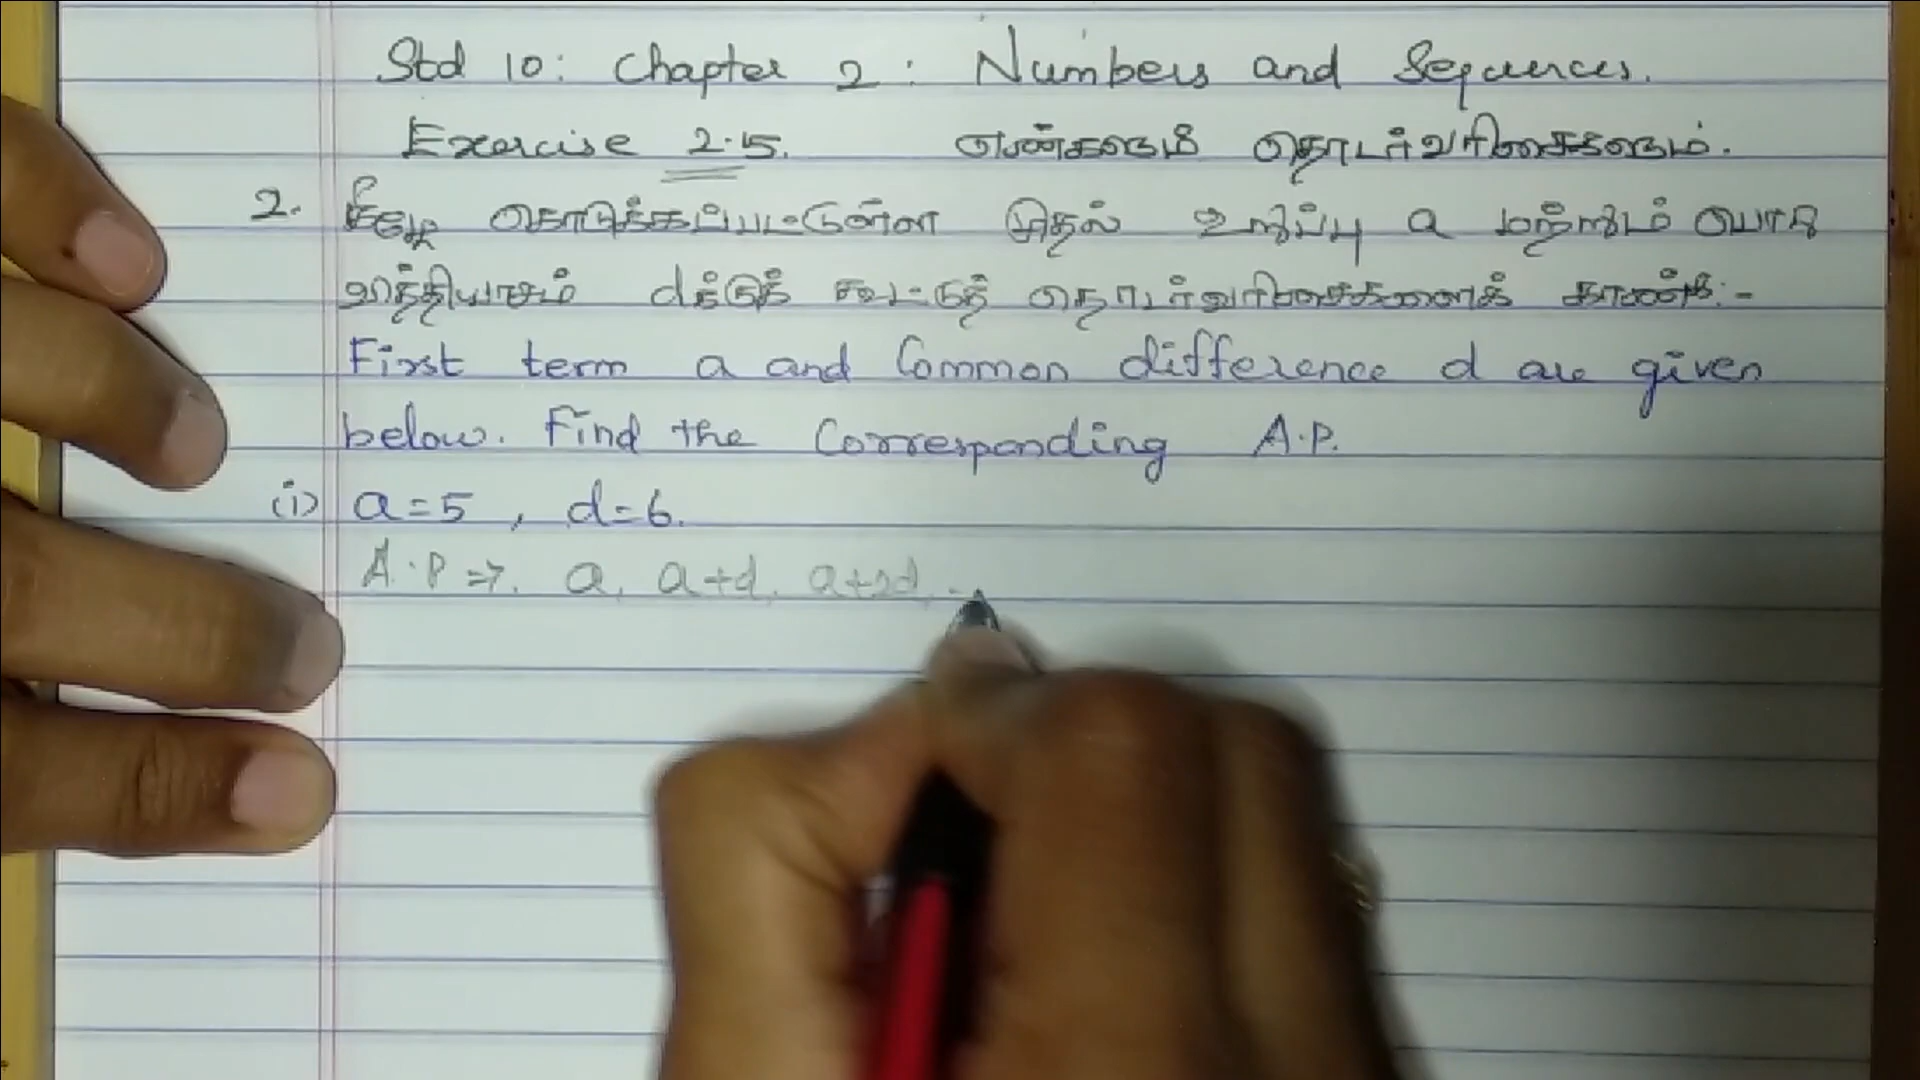 Std 10: Chapter 2: Numbers and Sequences.
Exercise 2.5. எண்களும் தொடர்வரிசைகளும்.
2. கீழே கொடுக்கப்பட்டுள்ள முதல் உறுப்பு a மற்றும் பொது
வித்தியாசம் d க்குக் கூட்டுத் தொடர்வரிசைகளைக் காண்க:-
First term a and Common difference d are given
below. Find the Corresponding A.P.
(i) a=5, d=6.
A.P ⇒. a, a+d, a+2d, ..